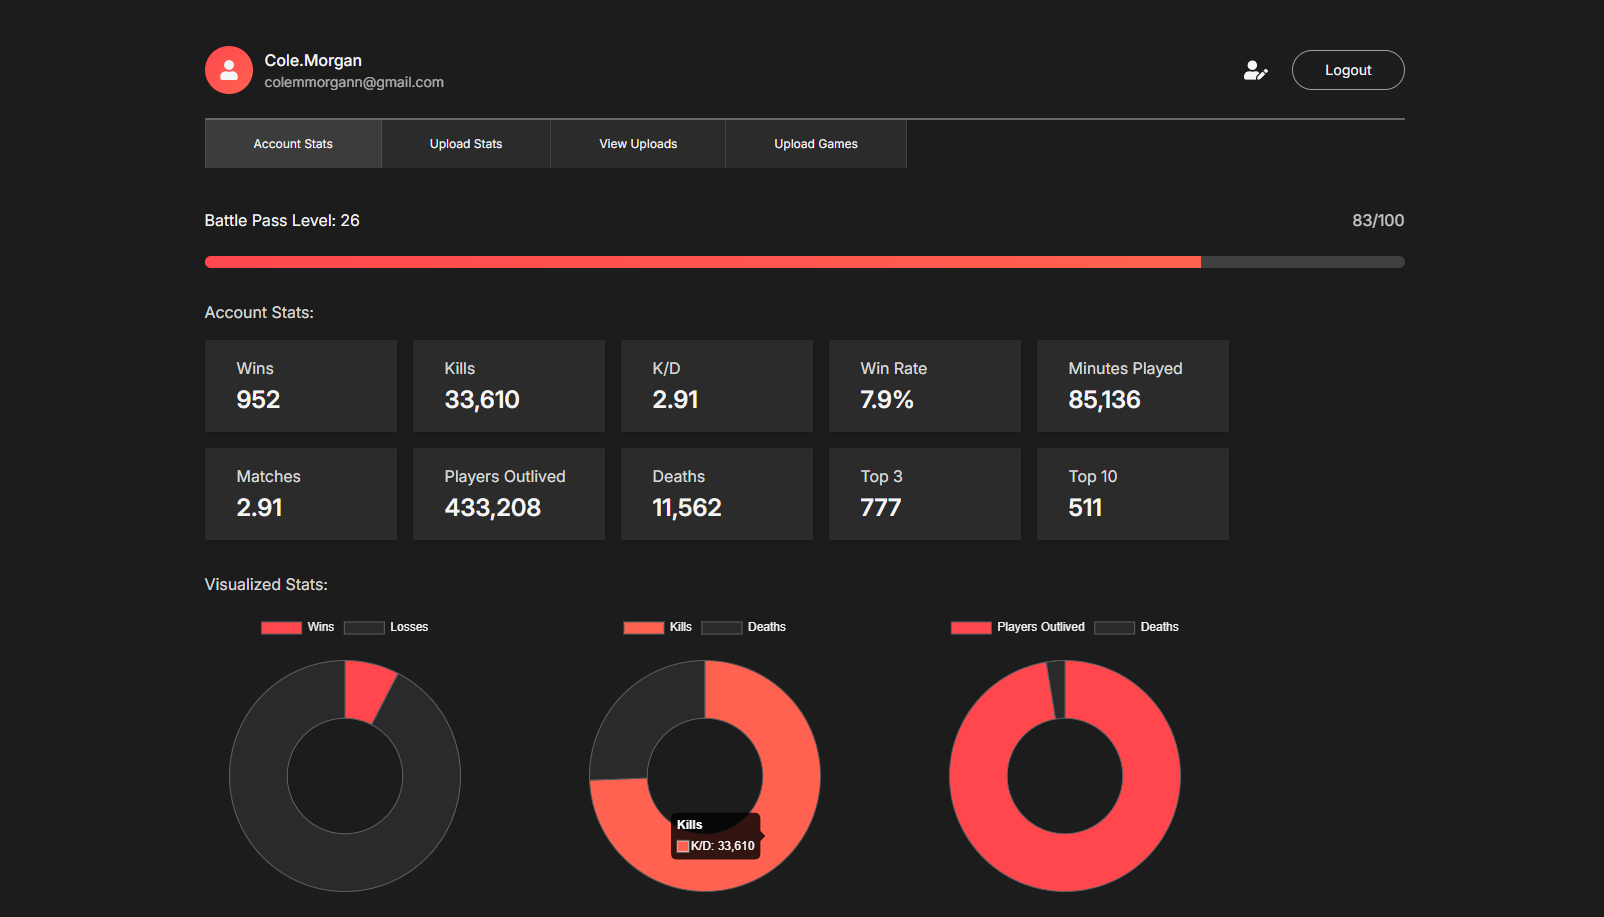 Cole.Morgan
colemmorgann@gmail.com
Logout
Account Stats
Upload Stats
View Uploads
Upload Games
Battle Pass Level: 26
83/100
Account Stats:
Wins
952
Kills
33,610
K/D
2.91
Win Rate
7.9%
Minutes Played
85,136
Matches
2.91
Players Outlived
433,208
Deaths
11,562
Top 3
777
Top 10
511
Visualized Stats:
Wins
Losses
Kills
Deaths
Players Outlived
Deaths
Kills
K/D: 33,610